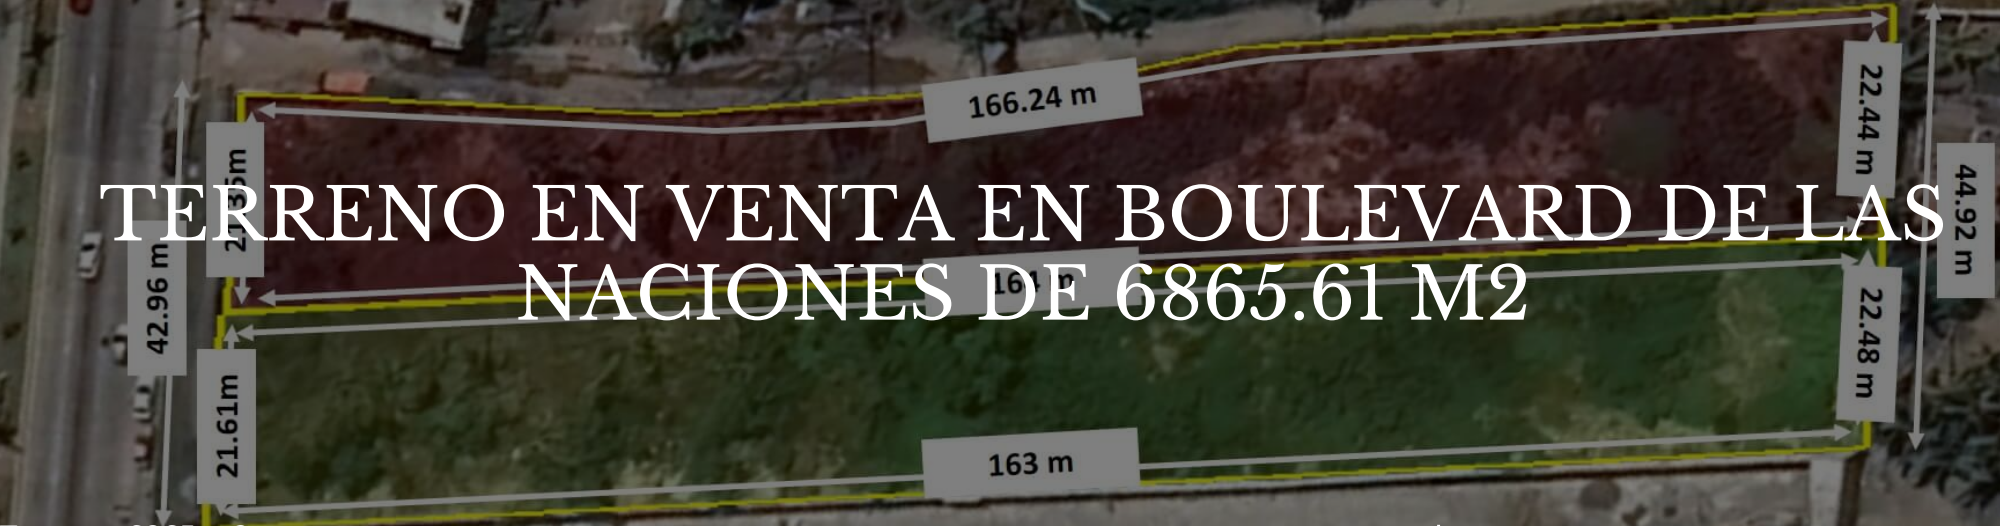 166.24 m
22.44 m
44.92 m
TERRENO EN VENTA EN BOULEVARD DE LAS
NACIONES DE 6865.61 M2
42.96 m
164 m
22.48 m
21.61m
163 m